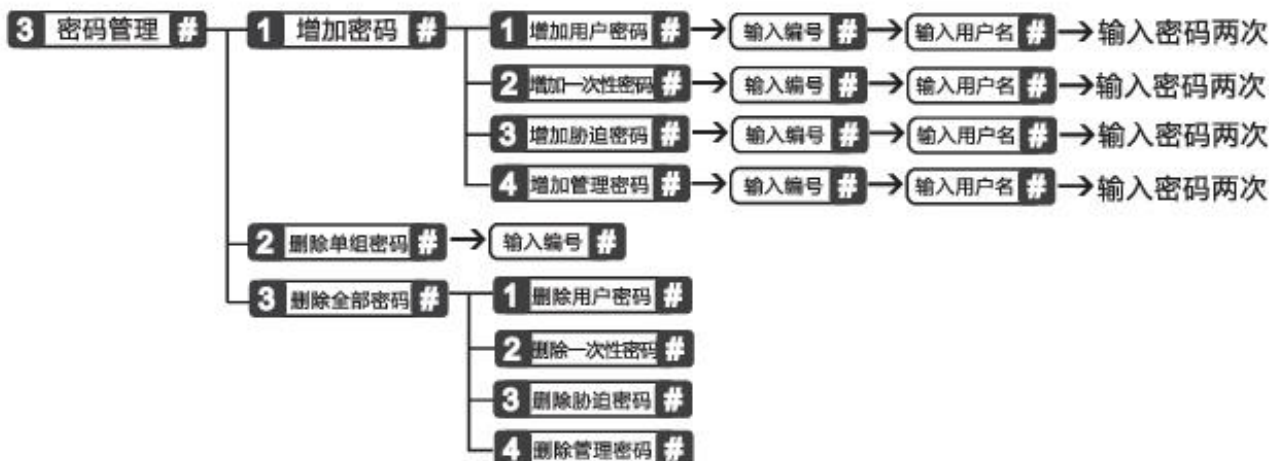 3 密码管理 # 1 增加密码 # 1 增加用户密码 # 输入编号 # 输入用户名 # 输入密码两次
2 增加一次性密码 # 输入编号 # 输入用户名 # 输入密码两次
3 增加胁迫密码 # 输入编号 # 输入用户名 # 输入密码两次
4 增加管理密码 # 输入编号 # 输入用户名 # 输入密码两次
2 删除单组密码 # 输入编号 #
3 删除全部密码 # 1 删除用户密码 #
2 删除一次性密码 #
3 删除胁迫密码 #
4 删除管理密码 #